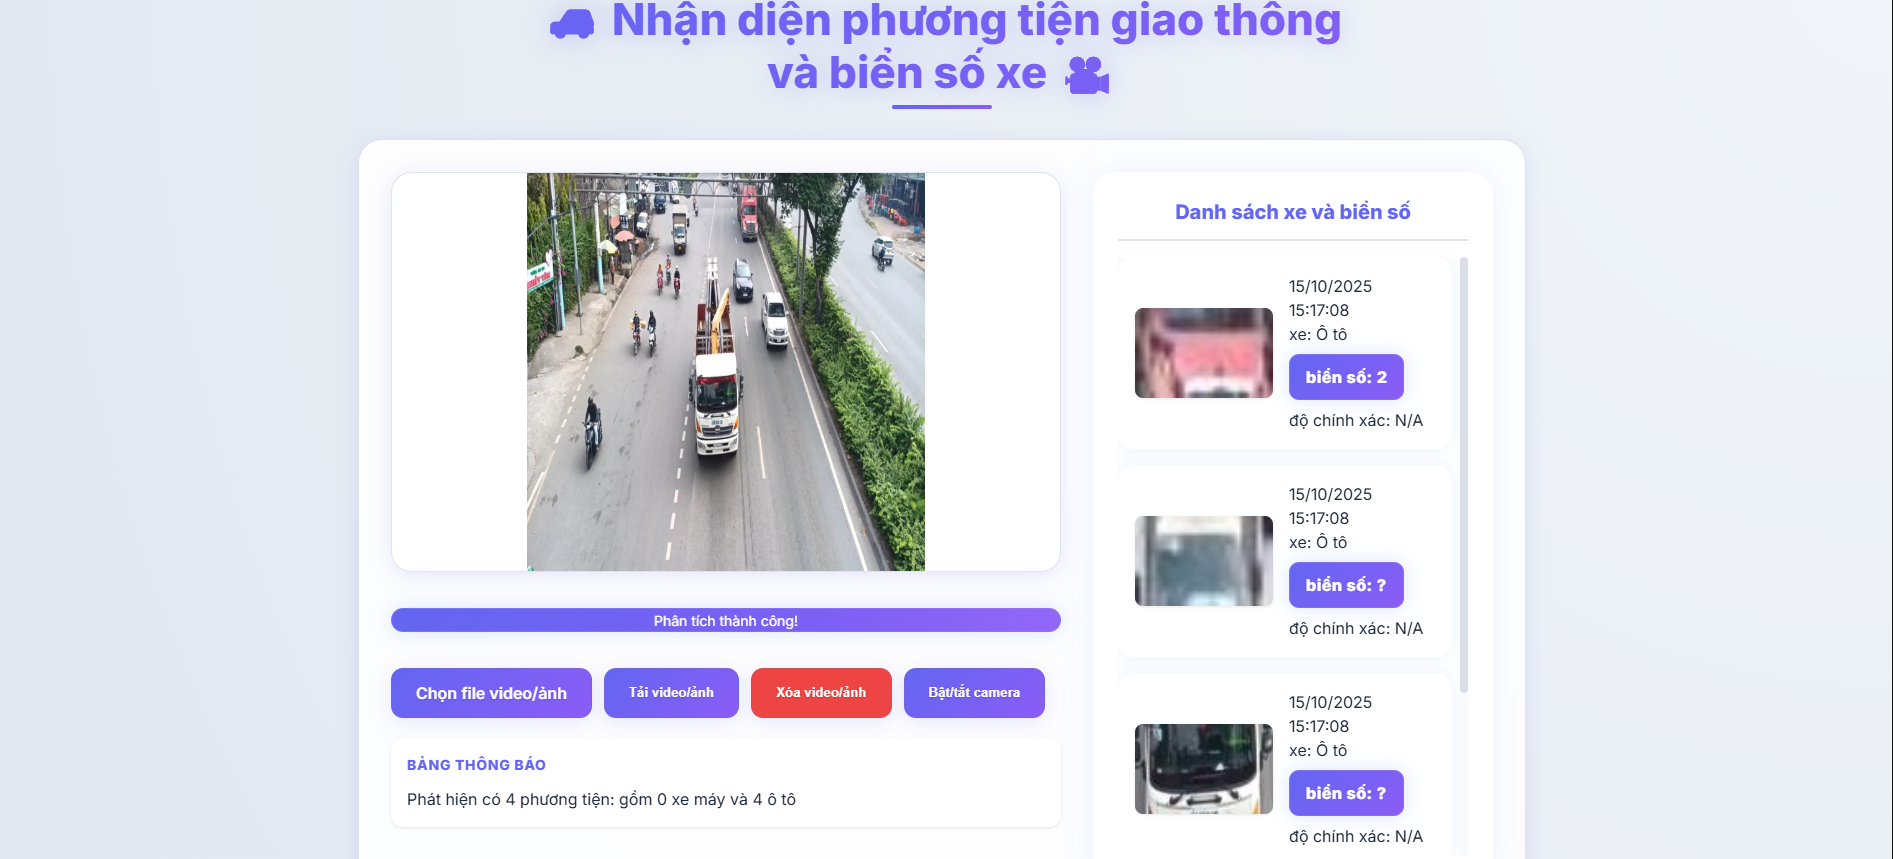 Nhận diện phương tiện giao thông
và biển số xe
Danh sách xe và biển số
15/10/2025
15:17:08
xe: Ô tô
biển số: 2
độ chính xác: N/A
15/10/2025
15:17:08
xe: Ô tô
biển số: ?
độ chính xác: N/A
15/10/2025
15:17:08
xe: Ô tô
biển số: ?
độ chính xác: N/A
Phân tích thành công!
Chọn file video/ảnh
Tải video/ảnh
Xóa video/ảnh
Bật/tắt camera
BẢNG THÔNG BÁO
Phát hiện có 4 phương tiện: gồm 0 xe máy và 4 ô tô